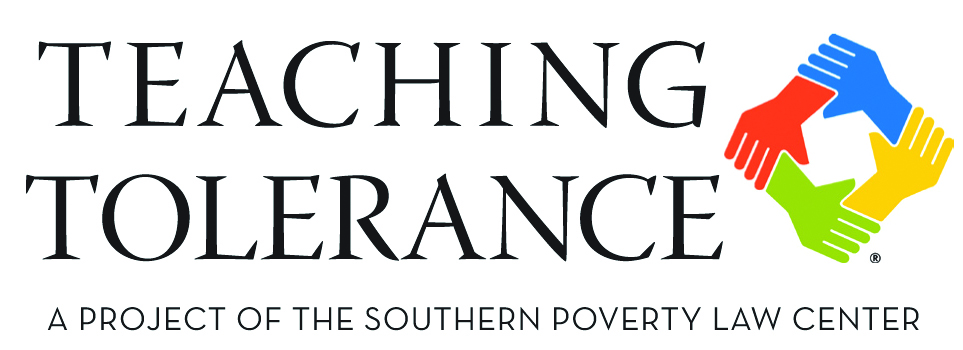 TEACHING
TOLERANCE
®
A PROJECT OF THE SOUTHERN POVERTY LAW CENTER